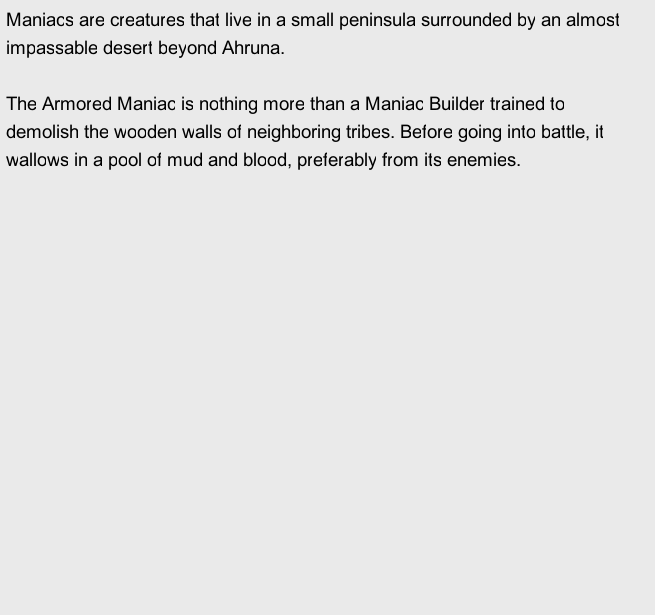 Maniacs are creatures that live in a small peninsula surrounded by an almost
impassable desert beyond Ahruna.
The Armored Maniac is nothing more than a Maniac Builder trained to
demolish the wooden walls of neighboring tribes. Before going into battle, it
wallows in a pool of mud and blood, preferably from its enemies.